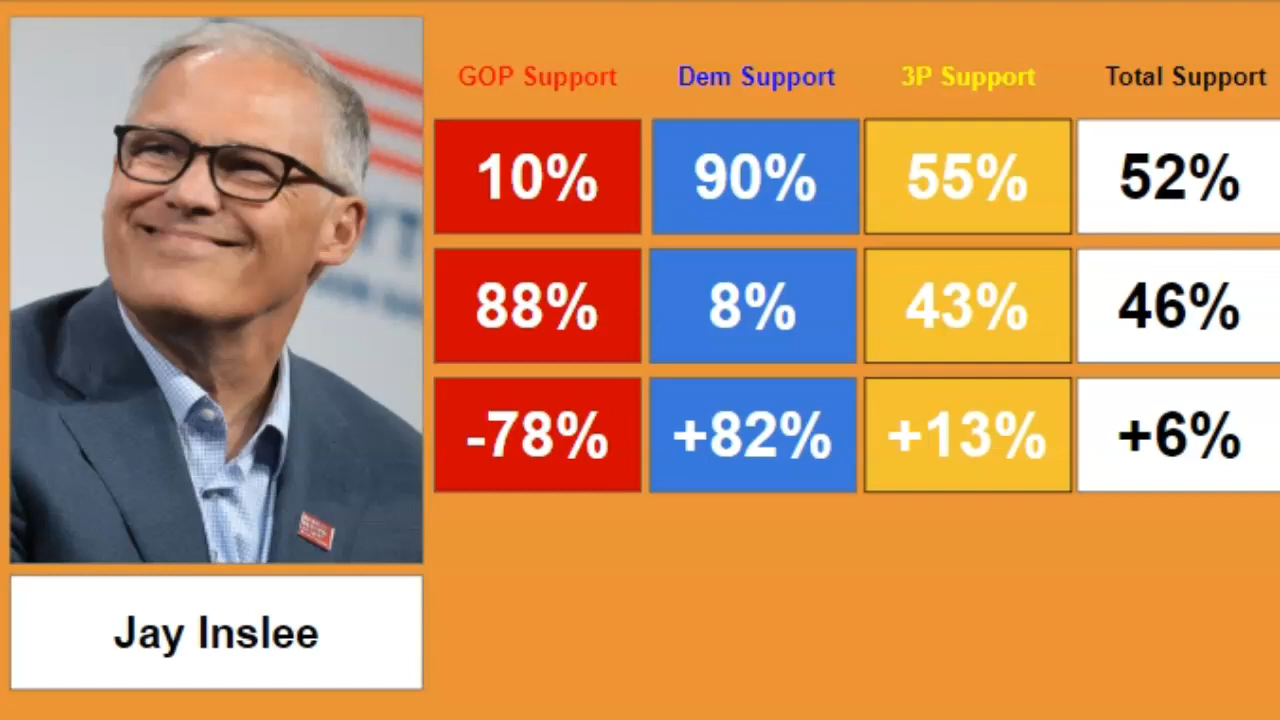 GOP Support Dem Support 3P Support Total Support
10% 90% 55% 52%
88% 8% 43% 46%
-78% +82% +13% +6%
Jay Inslee